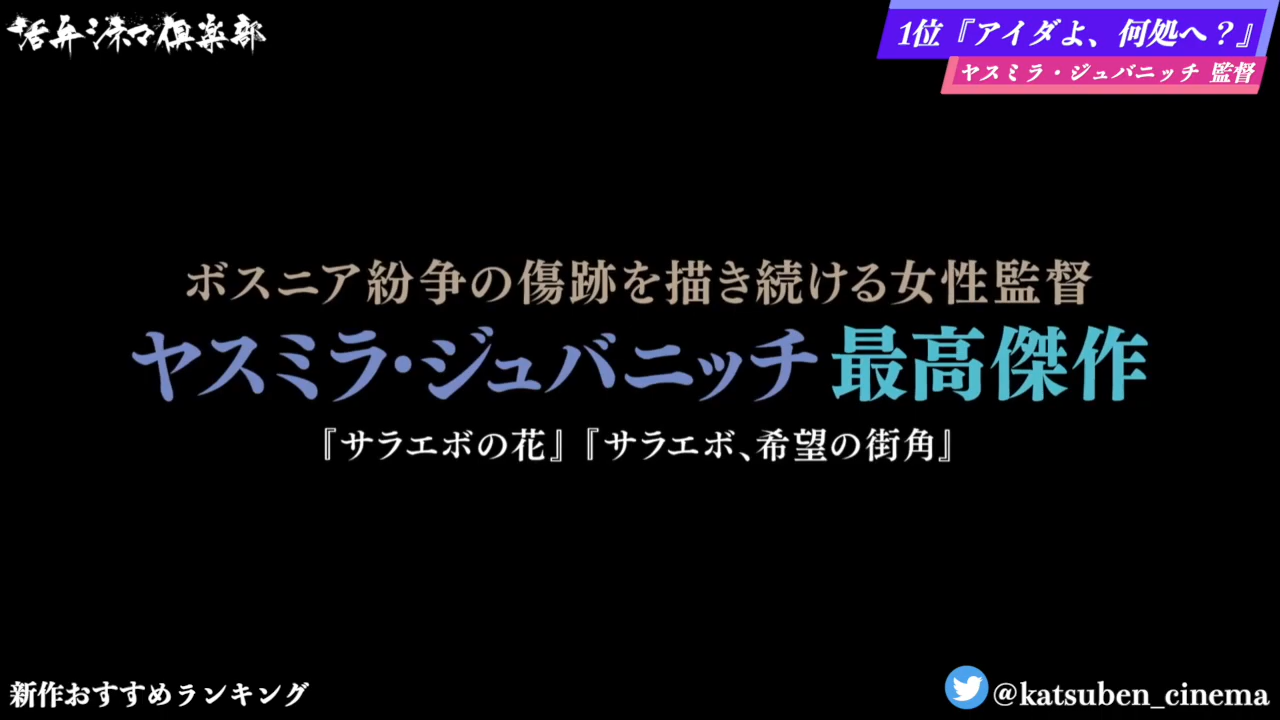 活弁シネマ倶楽部
1位『アイダよ、何処へ?』
ヤスミラ・ジュバニッチ 監督
ボスニア紛争の傷跡を描き続ける女性監督
ヤスミラ・ジュバニッチ 最高傑作
『サラエボの花』『サラエボ、希望の街角』
新作おすすめランキング
@katsuben_cinema